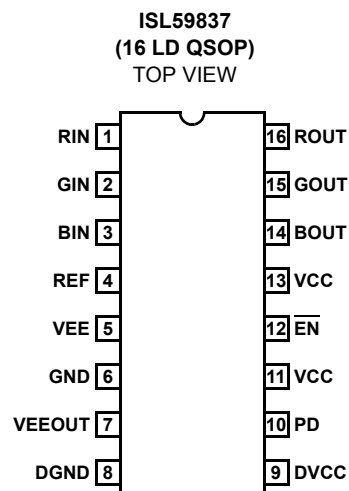 ISL59837
(16 LD QSOP)
TOP VIEW
RIN 1 16 ROUT
GIN 2 15 GOUT
BIN 3 14 BOUT
REF 4 13 VCC
VEE 5 12 EN
GND 6 11 VCC
VEEOUT 7 10 PD
DGND 8 9 DVCC